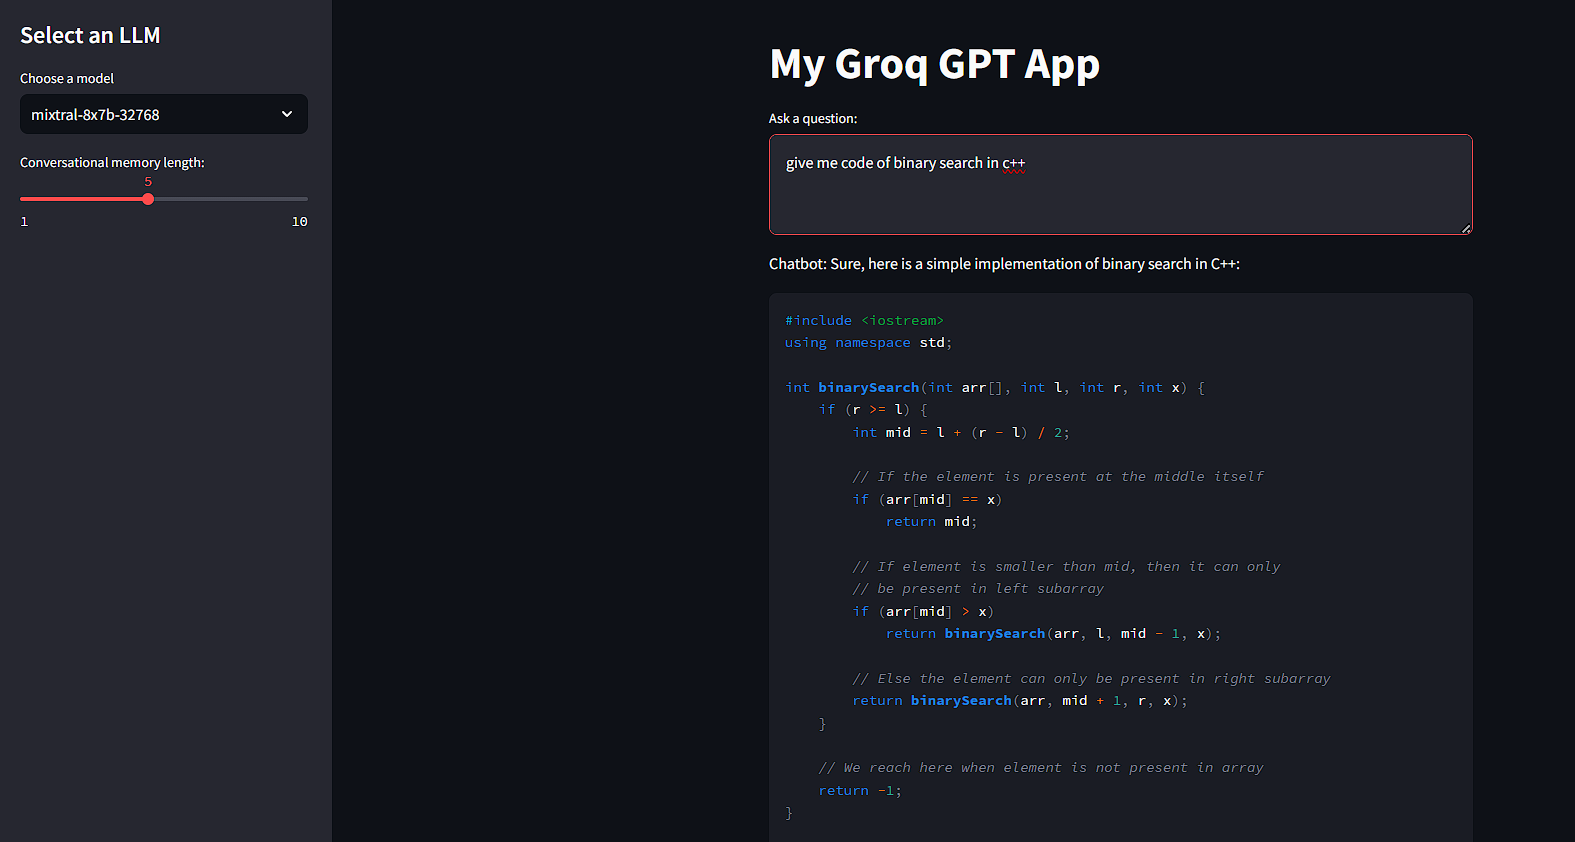 Select an LLM
Choose a model
mixtral-8x7b-32768
Conversational memory length:
5
1 10
My Groq GPT App
Ask a question:
give me code of binary search in c++
Chatbot: Sure, here is a simple implementation of binary search in C++:
#include <iostream>
using namespace std;
int binarySearch(int arr[], int l, int r, int x) {
    if (r >= l) {
        int mid = l + (r - l) / 2;
        // If the element is present at the middle itself
        if (arr[mid] == x)
            return mid;
        // If element is smaller than mid, then it can only
        // be present in left subarray
        if (arr[mid] > x)
            return binarySearch(arr, l, mid - 1, x);
        // Else the element can only be present in right subarray
        return binarySearch(arr, mid + 1, r, x);
    }
    // We reach here when element is not present in array
    return -1;
}